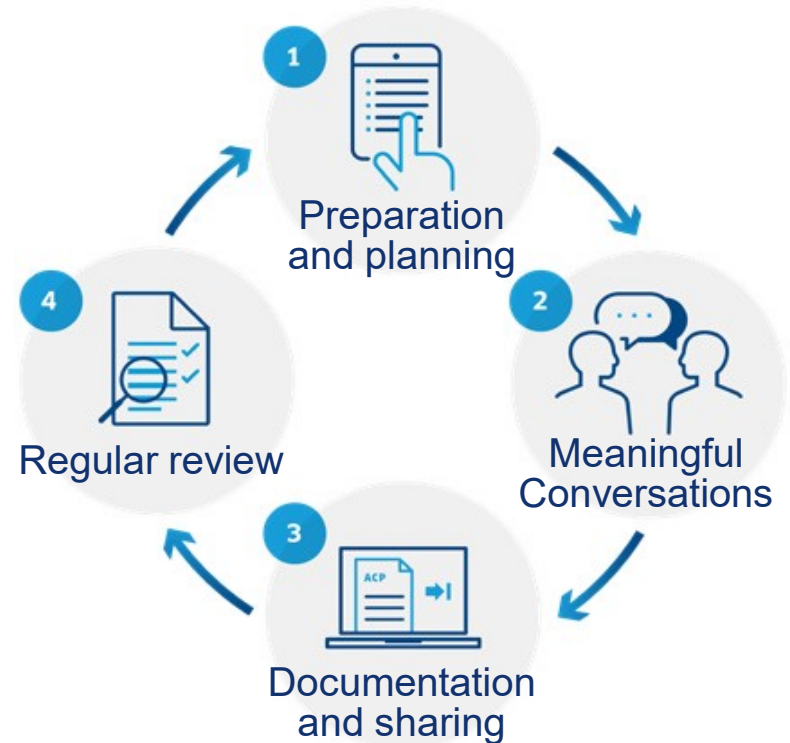 1
Preparation
and planning
2
Meaningful
Conversations
3
ACP
Documentation
and sharing
4
Regular review